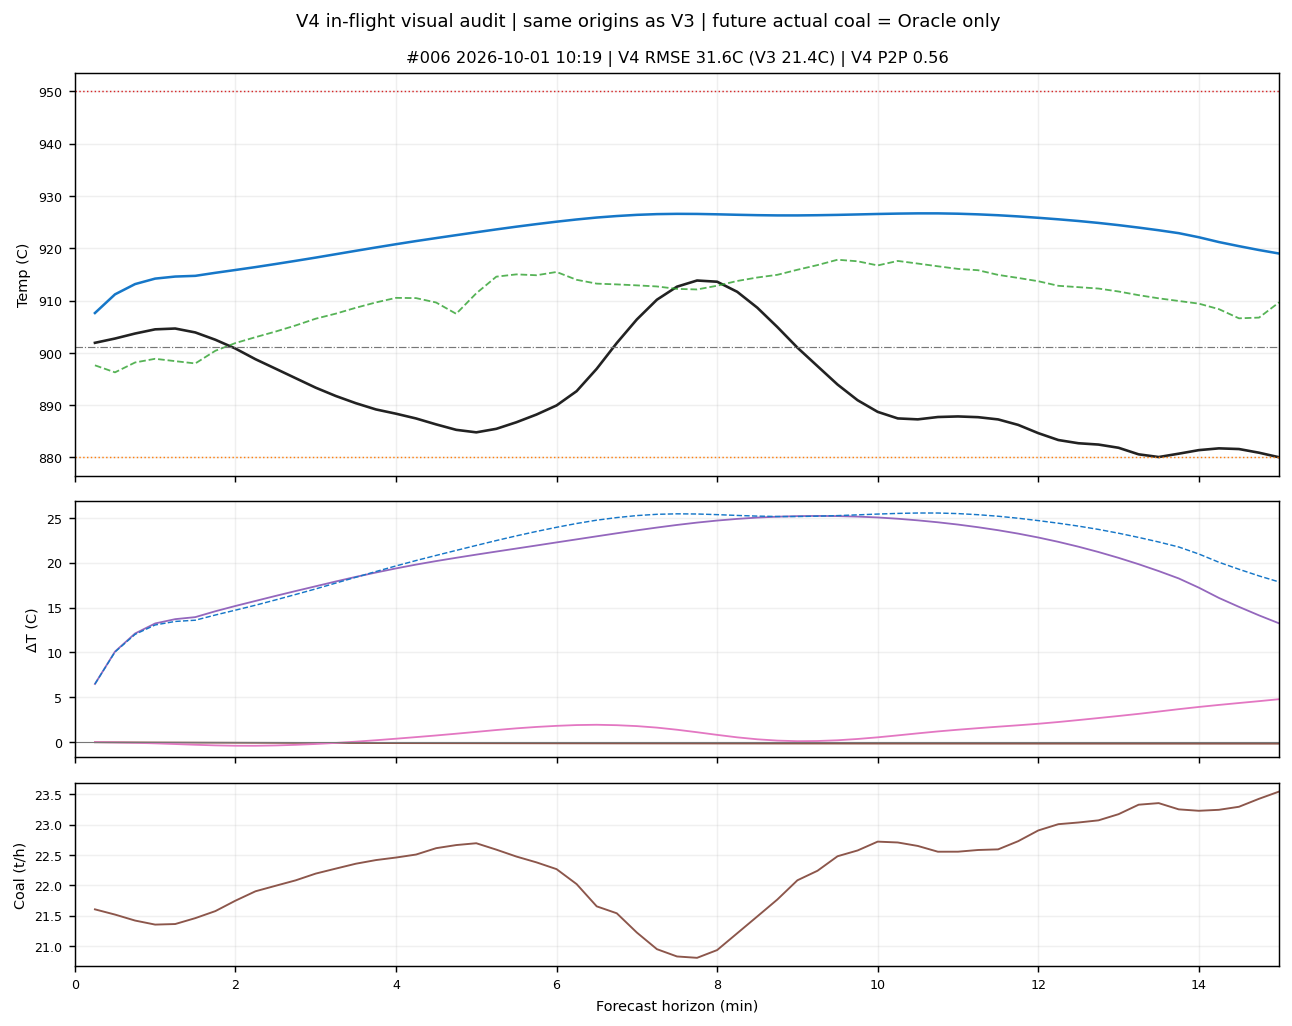 V4 in-flight visual audit | same origins as V3 | future actual coal = Oracle only
#006 2026-10-01 10:19 | V4 RMSE 31.6C (V3 21.4C) | V4 P2P 0.56
Temp (C)
950
940
930
920
910
900
890
880
ΔT (C)
25
20
15
10
5
0
Coal (t/h)
23.5
23.0
22.5
22.0
21.5
21.0
0 2 4 6 8 10 12 14
Forecast horizon (min)